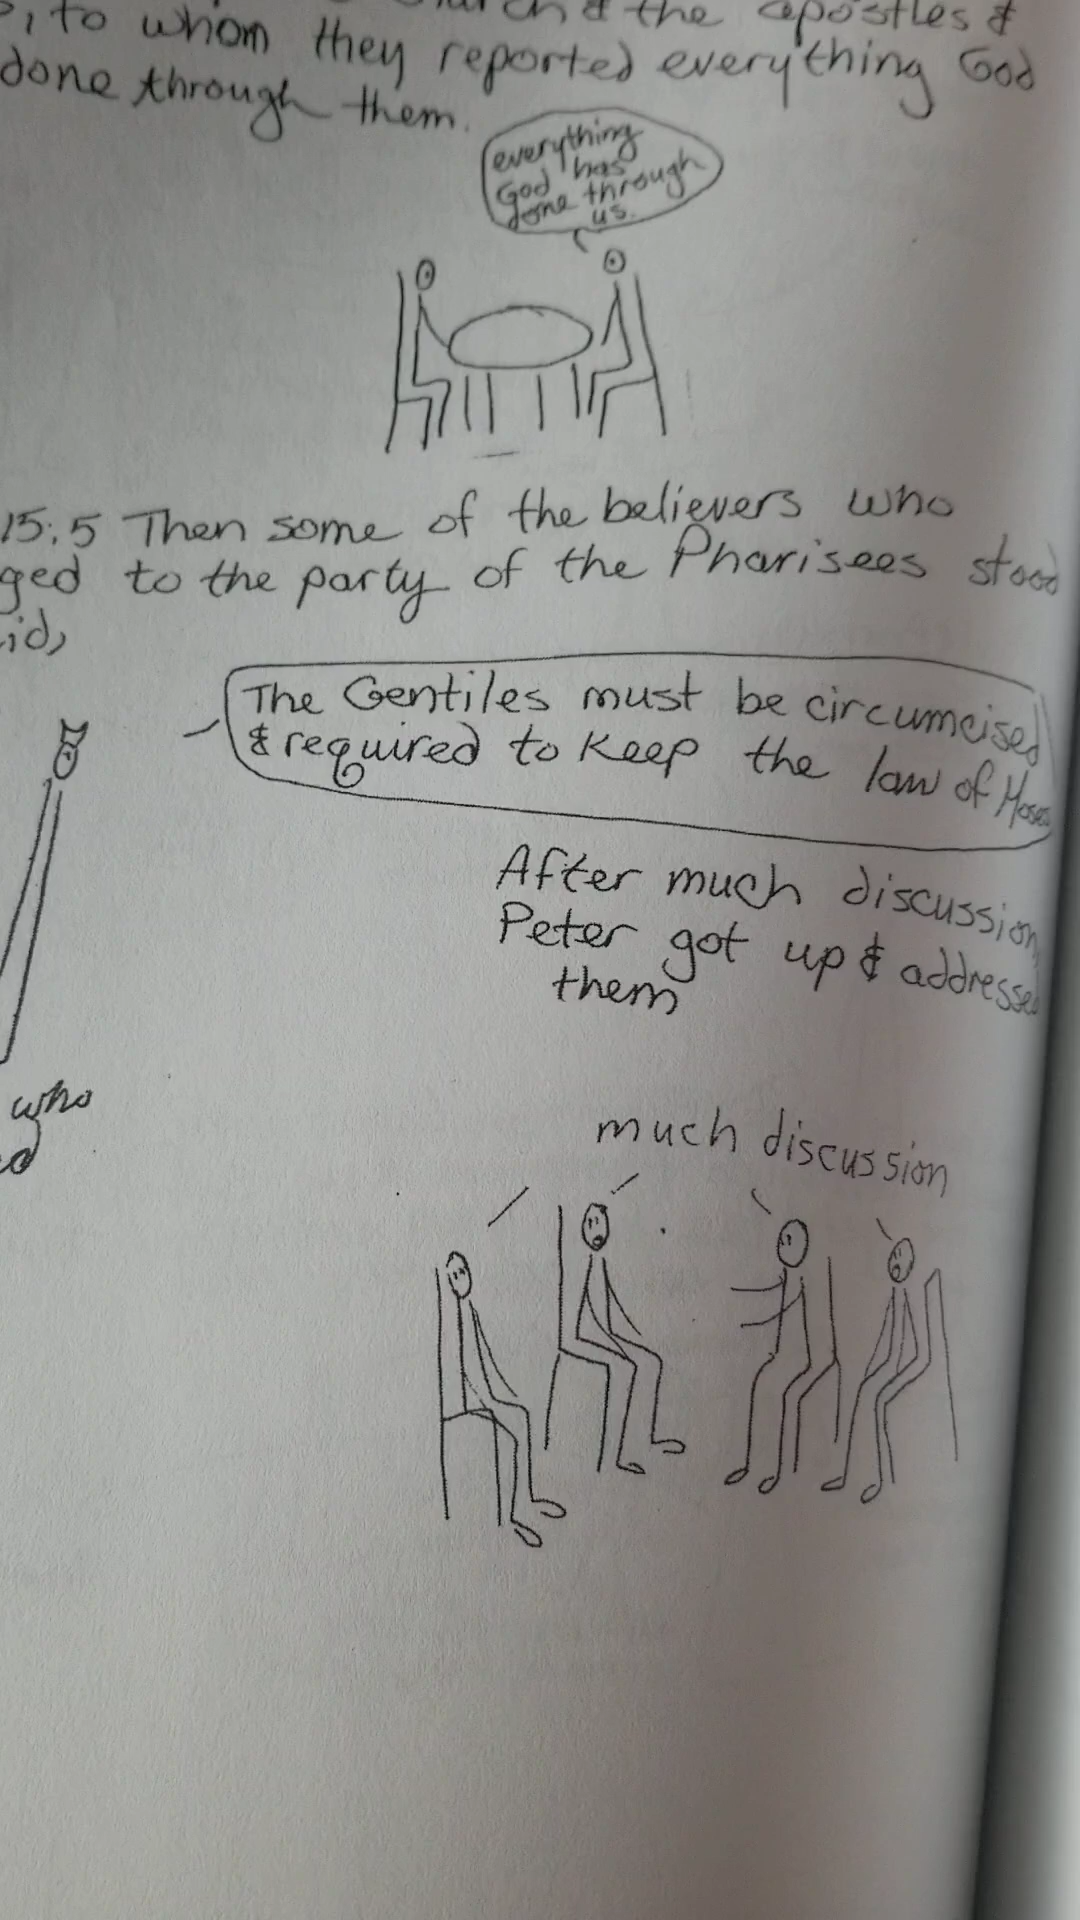 , to whom they reported everything God
done through them.
everything
God has
done through
us.
15:5 Then some of the believers who
ged to the party of the Pharisees stood
id,
The Gentiles must be circumcised
& required to keep the law of Moses
After much discussion,
Peter got up & addressed
them
who
much discussion